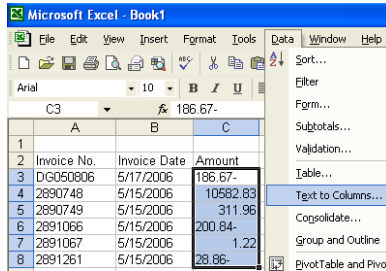 Microsoft Excel - Book1
File Edit View Insert Format Tools Data Window Help
Arial 10 B I U
C3 fx 186.67-
A B C
1
2 Invoice No. Invoice Date Amount
3 DG050806 5/17/2006 186.67-
4 2890748 5/15/2006 10582.83
5 2890749 5/15/2006 311.96
6 2891066 5/15/2006 200.84-
7 2891067 5/15/2006 1.22
8 2891261 5/15/2006 28.86-
Sort...
Filter
Form...
Subtotals...
Validation...
Table...
Text to Columns...
Consolidate...
Group and Outline
PivotTable and Pivo